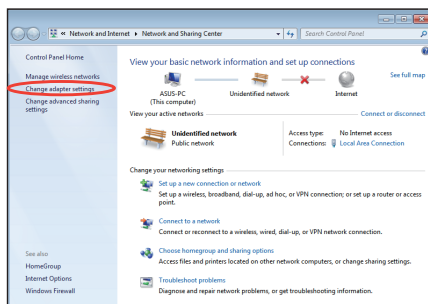 « Network and Internet ▸ Network and Sharing Center
Search Control Panel
Control Panel Home
Manage wireless networks
Change adapter settings
Change advanced sharing
settings
See also
HomeGroup
Internet Options
Windows Firewall
View your basic network information and set up connections
See full map
ASUS-PC
(This computer)
Unidentified network
Internet
View your active networks
Connect or disconnect
Unidentified network
Public network
Access type: No Internet access
Connections: Local Area Connection
Change your networking settings
Set up a new connection or network
Set up a wireless, broadband, dial-up, ad hoc, or VPN connection; or set up a router or access
point.
Connect to a network
Connect or reconnect to a wireless, wired, dial-up, or VPN network connection.
Choose homegroup and sharing options
Access files and printers located on other network computers, or change sharing settings.
Troubleshoot problems
Diagnose and repair network problems, or get troubleshooting information.